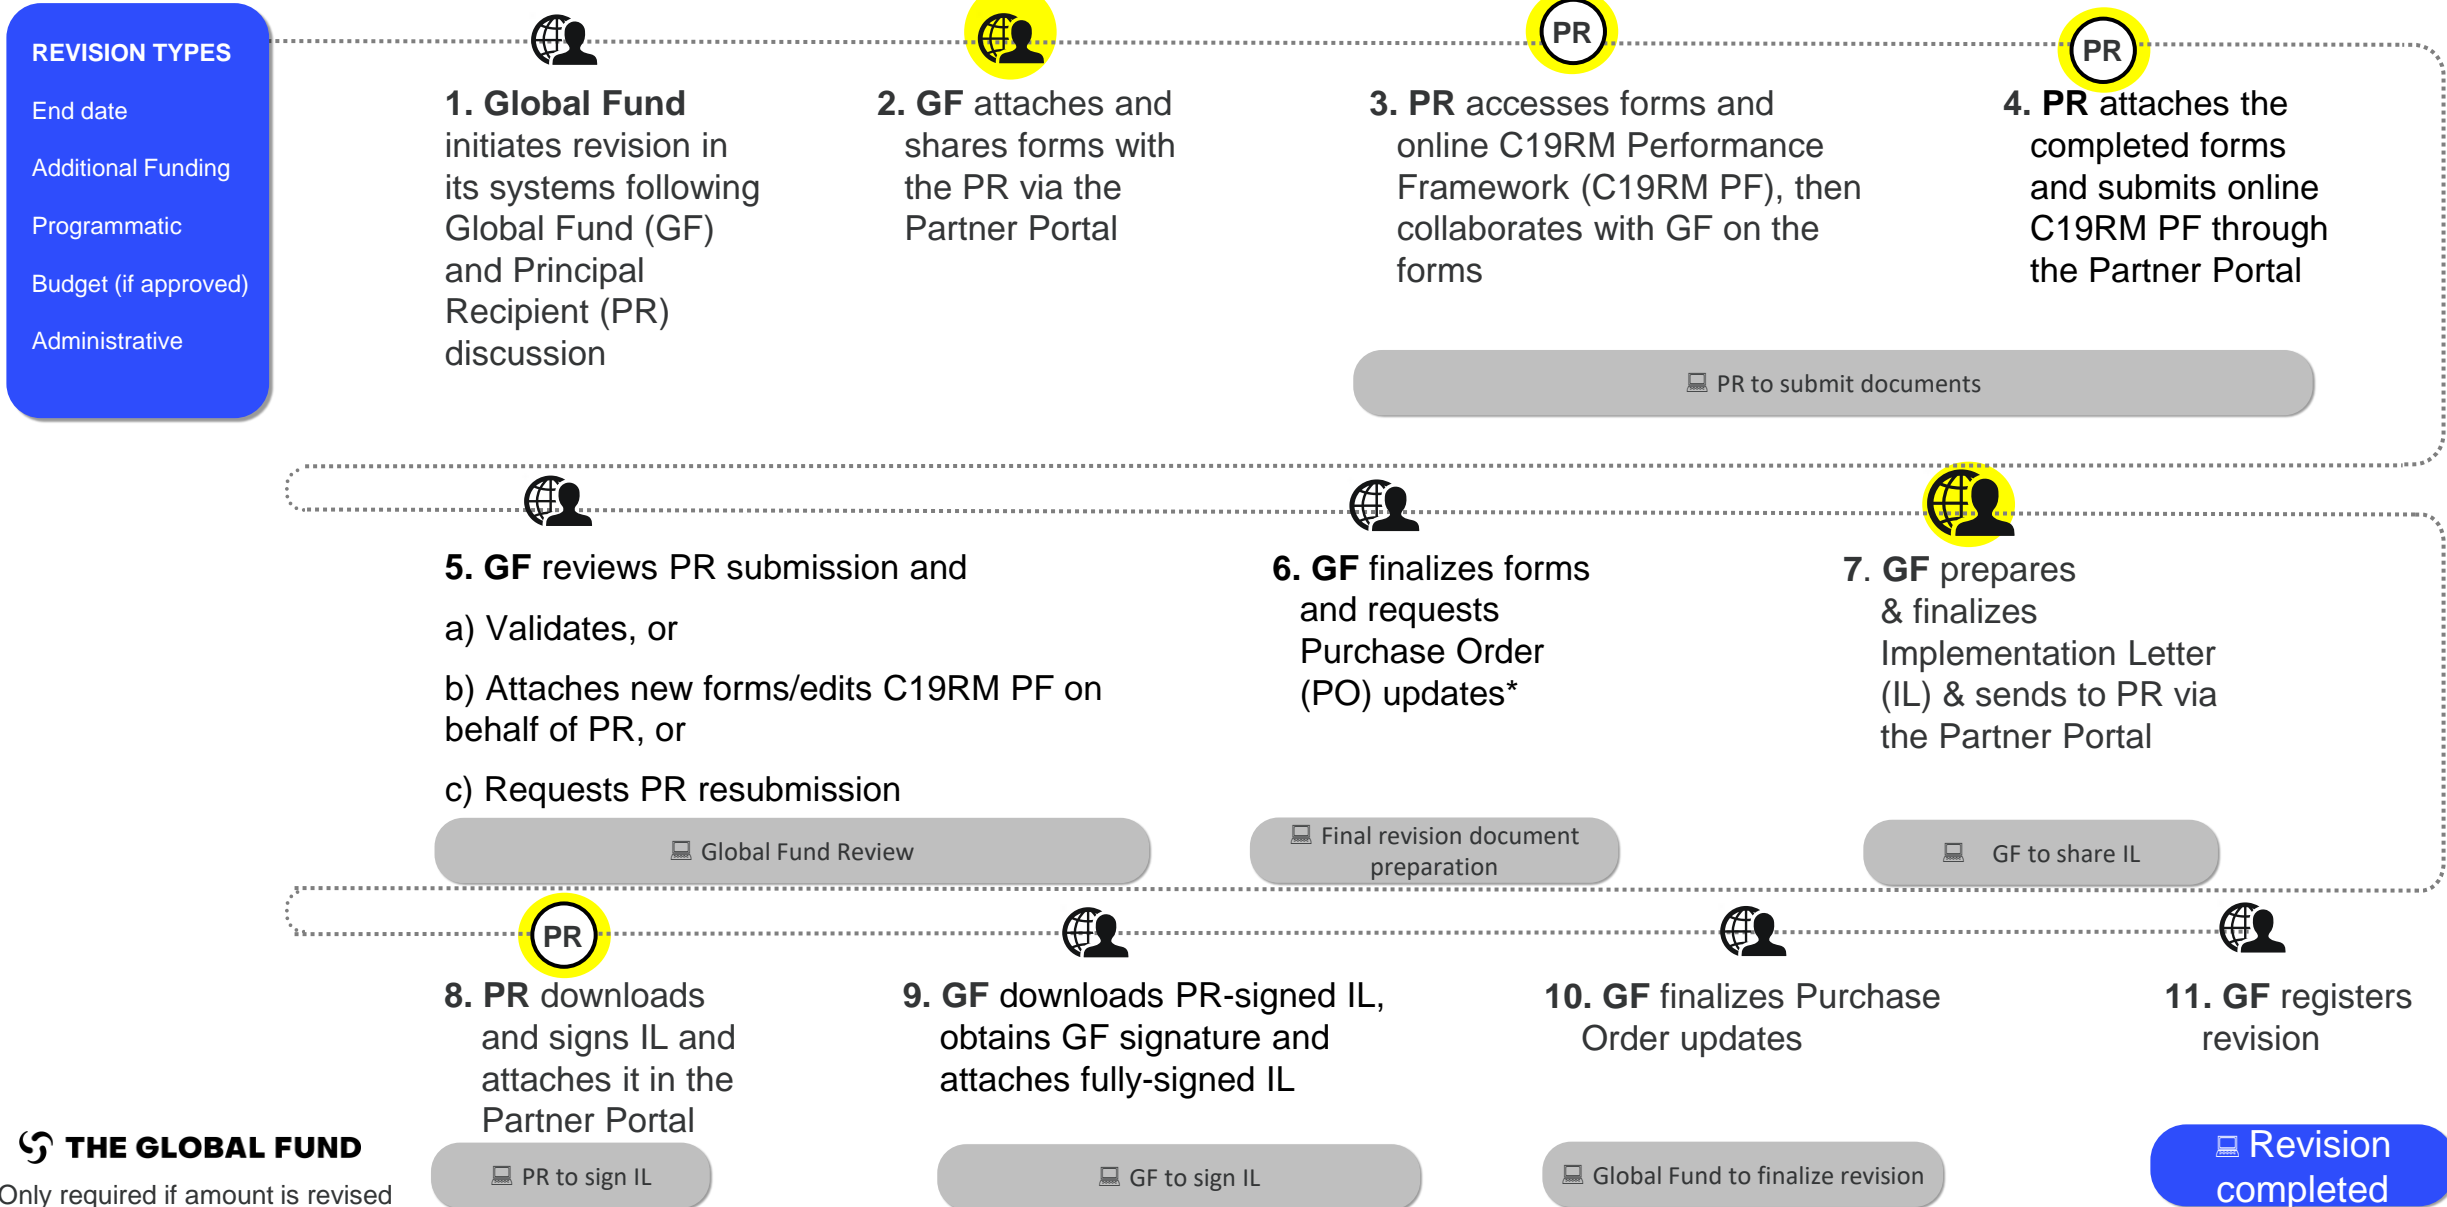 REVISION TYPES
End date
Additional Funding
Programmatic
Budget (if approved)
Administrative
1. Global Fund
initiates revision in
its systems following
Global Fund (GF)
and Principal
Recipient (PR)
discussion
2. GF attaches and
shares forms with
the PR via the
Partner Portal
PR
3. PR accesses forms and
online C19RM Performance
Framework (C19RM PF), then
collaborates with GF on the
forms
PR
4. PR attaches the
completed forms
and submits online
C19RM PF through
the Partner Portal
PR to submit documents
5. GF reviews PR submission and
a) Validates, or
b) Attaches new forms/edits C19RM PF on
behalf of PR, or
c) Requests PR resubmission
Global Fund Review
6. GF finalizes forms
and requests
Purchase Order
(PO) updates*
Final revision document
preparation
7. GF prepares
& finalizes
Implementation Letter
(IL) & sends to PR via
the Partner Portal
GF to share IL
PR
8. PR downloads
and signs IL and
attaches it in the
Partner Portal
PR to sign IL
9. GF downloads PR-signed IL,
obtains GF signature and
attaches fully-signed IL
GF to sign IL
10. GF finalizes Purchase
Order updates
Global Fund to finalize revision
11. GF registers
revision
Revision
completed
THE GLOBAL FUND
Only required if amount is revised